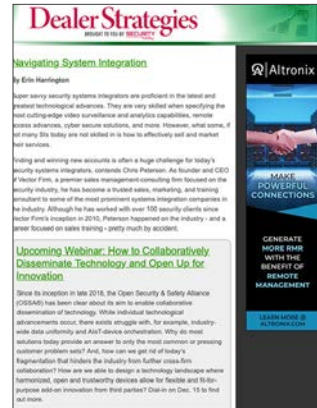 Dealer Strategies
BROUGHT TO YOU BY SECURITY
Navigating System Integration
By Erin Harrington
Super savvy security systems integrators are proficient in the latest and
greatest technological advances. They are very skilled when specifying the
most cutting-edge video surveillance and analytics capabilities, remote
access advances, cyber secure solutions, and more. However, what some, if
not many SIs today are not skilled in is how to effectively sell and market
their services.
Finding and winning new accounts is often a huge challenge for today's
security systems integrators, contends Chris Peterson. As founder and CEO
of Vector Firm, a premier sales management-consulting firm focused on the
security industry, he has become a trusted sales, marketing, and training
consultant to some of the most prominent systems integration companies in
the industry. Although he has worked with over 100 security clients since
Vector Firm's inception in 2010, Peterson happened on the industry - and a
career focused on sales training - pretty much by accident.
Upcoming Webinar: How to Collaboratively
Disseminate Technology and Open Up for
Innovation
Since its inception in late 2018, the Open Security & Safety Alliance
(OSSA®) has been clear about its aim to enable collaborative
dissemination of technology. While individual technological
advancements occur, there exists struggle with, for example, industry-
wide data uniformity and AIoT-device orchestration. Why do most
solutions today provide an answer to only the most common or pressing
customer problem sets? And, how can we get rid of today's
fragmentation that hinders the industry from further cross-firm
collaboration? How are we able to design a technology landscape where
harmonized, open and trustworthy devices allow for flexible and fit-for-
purpose add-on innovation from third parties? Dial-in on Dec. 15 to find
out more.
Altronix
MAKE
POWERFUL
CONNECTIONS
GENERATE
MORE RMR
WITH THE
BENEFIT OF
REMOTE
MANAGEMENT
LEARN MORE @
ALTRONIX.COM